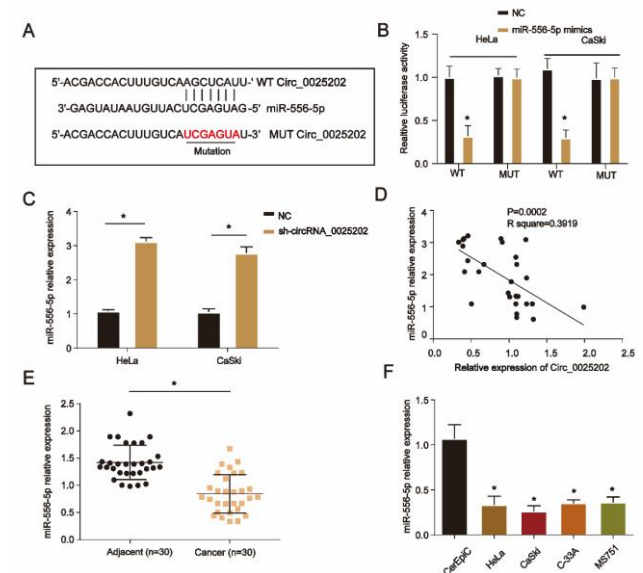 A
5'-ACGACCACUUUGUCAAGCUCAUU-' WT Circ_0025202
3'-GAGUAUAAUGUUACUCGAGUAG-5' miR-556-5p
5'-ACGACCACUUUGUCAUCGAGUAU-3' MUT Circ_0025202
Mutation
B
NC
miR-556-5p mimics
HeLa CaSki
Realtive luciferase activity
1.5
1.0
0.5
0.0
* *
WT MUT WT MUT
C
NC
sh-circRNA_0025202
miR-556-5p relative expression
4
3
2
1
0
* *
HeLa CaSki
D
P=0.0002
R square=0.3919
miR-556-5p relative expression
4
3
2
1
0
0.0 0.5 1.0 1.5 2.0 2.5
Relative expression of Circ_0025202
E
*
miR-556-5p relative expression
2.5
2.0
1.5
1.0
0.5
0.0
Adjacent (n=30) Cancer (n=30)
F
miR-556-5p relative expression
1.5
1.0
0.5
0.0
* * * *
CerEpiC HeLa CaSki C-33A MS751